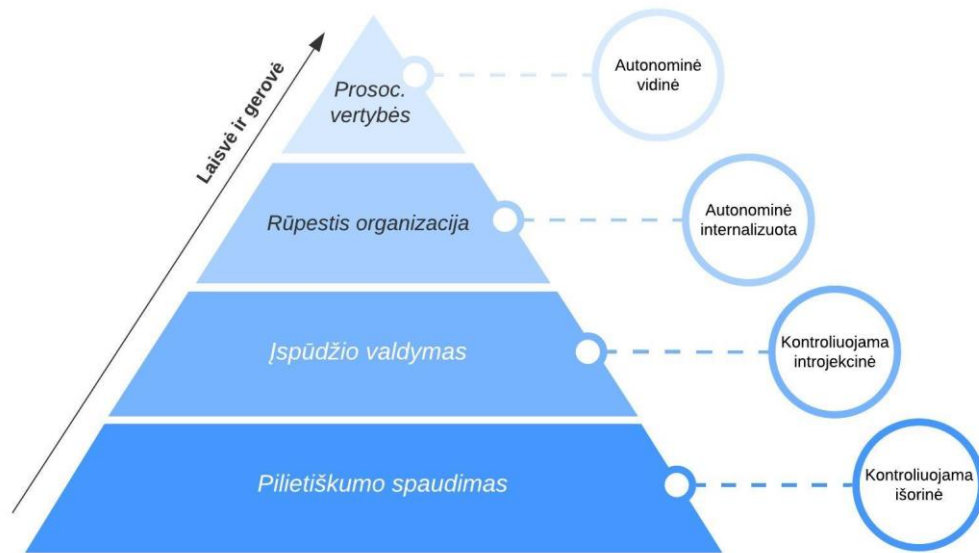 Laisvė ir gerovė
Prosoc.
vertybės
Autonominė
vidinė
Rūpestis organizacija
Autonominė
internalizuota
Įspūdžio valdymas
Kontroliuojama
introjekcinė
Pilietiškumo spaudimas
Kontroliuojama
išorinė